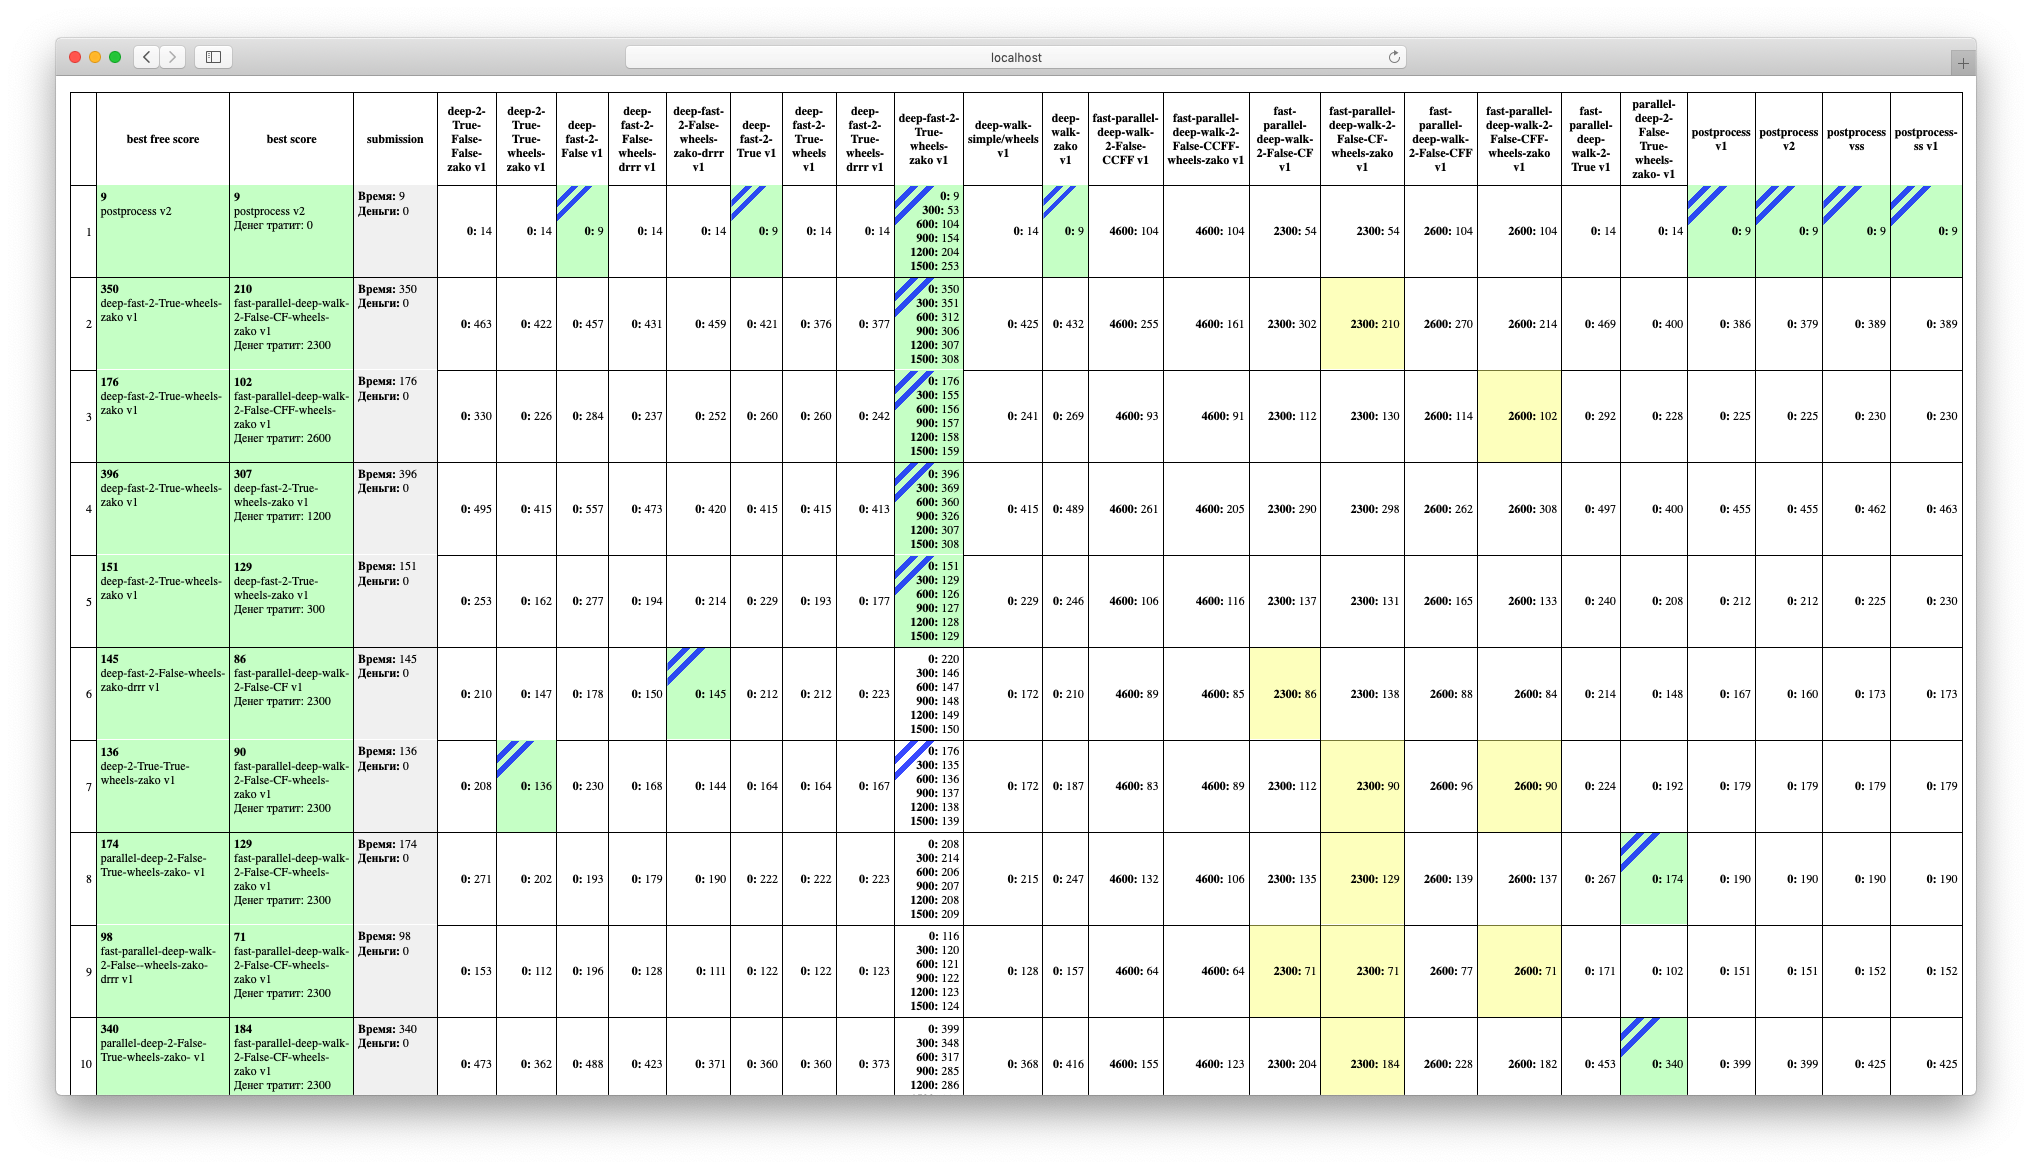 localhost
best free score
best score
submission
deep-2-
True-
False-
False-
zako v1
deep-2-
True-
True-
wheels-
zako v1
deep-
fast-2-
False v1
deep-
fast-2-
False-
wheels-
drrr v1
deep-fast-
2-False-
wheels-
zako-drrr
v1
deep-
fast-2-
True v1
deep-
fast-2-
True-
wheels
v1
deep-
fast-2-
True-
wheels-
drrr v1
deep-fast-2-
True-
wheels-
zako v1
deep-walk-
simple/wheels
v1
deep-
walk-
zako
v1
fast-parallel-
deep-walk-
2-False-
CCFF v1
fast-parallel-
deep-walk-2-
False-CCFF-
wheels-zako v1
fast-
parallel-
deep-walk-
2-False-CF
v1
fast-parallel-
deep-walk-2-
False-CF-
wheels-zako
v1
fast-
parallel-
deep-walk-
2-False-CFF
v1
fast-parallel-
deep-walk-2-
False-CFF-
wheels-zako
v1
fast-
parallel-
deep-
walk-2-
True v1
parallel-
deep-2-
False-
True-
wheels-
zako- v1
postprocess
v1
postprocess
v2
postprocess
vss
postprocess-
ss v1
1
9
postprocess v2
9
postprocess v2
Денег тратит: 0
Время: 9
Деньги: 0
0: 14
0: 14
0: 9
0: 14
0: 14
0: 9
0: 14
0: 14
0: 9
300: 53
600: 104
900: 154
1200: 204
1500: 253
0: 14
0: 9
4600: 104
4600: 104
2300: 54
2300: 54
2600: 104
2600: 104
0: 14
0: 14
0: 9
0: 9
0: 9
0: 9
2
350
deep-fast-2-True-wheels-
zako v1
210
fast-parallel-deep-walk-
2-False-CF-wheels-
zako v1
Денег тратит: 2300
Время: 350
Деньги: 0
0: 463
0: 422
0: 457
0: 431
0: 459
0: 421
0: 376
0: 377
0: 350
300: 351
600: 312
900: 306
1200: 307
1500: 308
0: 425
0: 432
4600: 255
4600: 161
2300: 302
2300: 210
2600: 270
2600: 214
0: 469
0: 400
0: 386
0: 379
0: 389
0: 389
3
176
deep-fast-2-True-wheels-
zako v1
102
fast-parallel-deep-walk-
2-False-CFF-wheels-
zako v1
Денег тратит: 2600
Время: 176
Деньги: 0
0: 330
0: 226
0: 284
0: 237
0: 252
0: 260
0: 260
0: 242
0: 176
300: 155
600: 156
900: 157
1200: 158
1500: 159
0: 241
0: 269
4600: 93
4600: 91
2300: 112
2300: 130
2600: 114
2600: 102
0: 292
0: 228
0: 225
0: 225
0: 230
0: 230
4
396
deep-fast-2-True-wheels-
zako v1
307
deep-fast-2-True-
wheels-zako v1
Денег тратит: 1200
Время: 396
Деньги: 0
0: 495
0: 415
0: 557
0: 473
0: 420
0: 415
0: 415
0: 413
0: 396
300: 369
600: 360
900: 326
1200: 307
1500: 308
0: 415
0: 489
4600: 261
4600: 205
2300: 290
2300: 298
2600: 262
2600: 308
0: 497
0: 400
0: 455
0: 455
0: 462
0: 463
5
151
deep-fast-2-True-wheels-
zako v1
129
deep-fast-2-True-
wheels-zako v1
Денег тратит: 300
Время: 151
Деньги: 0
0: 253
0: 162
0: 277
0: 194
0: 214
0: 229
0: 193
0: 177
0: 151
300: 129
600: 126
900: 127
1200: 128
1500: 129
0: 229
0: 246
4600: 106
4600: 116
2300: 137
2300: 131
2600: 165
2600: 133
0: 240
0: 208
0: 212
0: 212
0: 225
0: 230
6
145
deep-fast-2-False-wheels-
zako-drrr v1
86
fast-parallel-deep-walk-
2-False-CF v1
Денег тратит: 2300
Время: 145
Деньги: 0
0: 210
0: 147
0: 178
0: 150
0: 145
0: 212
0: 212
0: 223
0: 220
300: 146
600: 147
900: 148
1200: 149
1500: 150
0: 172
0: 210
4600: 89
4600: 85
2300: 86
2300: 138
2600: 88
2600: 84
0: 214
0: 148
0: 167
0: 160
0: 173
0: 173
7
136
deep-2-True-True-
wheels-zako v1
90
fast-parallel-deep-walk-
2-False-CF-wheels-
zako v1
Денег тратит: 2300
Время: 136
Деньги: 0
0: 208
0: 136
0: 230
0: 168
0: 144
0: 164
0: 164
0: 167
0: 176
300: 135
600: 136
900: 137
1200: 138
1500: 139
0: 172
0: 187
4600: 83
4600: 89
2300: 112
2300: 90
2600: 96
2600: 90
0: 224
0: 192
0: 179
0: 179
0: 179
0: 179
8
174
parallel-deep-2-False-
True-wheels-zako- v1
129
fast-parallel-deep-walk-
2-False-CF-wheels-
zako v1
Денег тратит: 2300
Время: 174
Деньги: 0
0: 271
0: 202
0: 193
0: 179
0: 190
0: 222
0: 222
0: 223
0: 208
300: 214
600: 206
900: 207
1200: 208
1500: 209
0: 215
0: 247
4600: 132
4600: 106
2300: 135
2300: 129
2600: 139
2600: 137
0: 267
0: 174
0: 190
0: 190
0: 190
0: 190
9
98
fast-parallel-deep-walk-
2-False--wheels-zako-
drrr v1
71
fast-parallel-deep-walk-
2-False-CF-wheels-
zako v1
Денег тратит: 2300
Время: 98
Деньги: 0
0: 153
0: 112
0: 196
0: 128
0: 111
0: 122
0: 122
0: 123
0: 116
300: 120
600: 121
900: 122
1200: 123
1500: 124
0: 128
0: 157
4600: 64
4600: 64
2300: 71
2300: 71
2600: 77
2600: 71
0: 171
0: 102
0: 151
0: 151
0: 152
0: 152
10
340
parallel-deep-2-False-
True-wheels-zako- v1
184
fast-parallel-deep-walk-
2-False-CF-wheels-
zako v1
Денег тратит: 2300
Время: 340
Деньги: 0
0: 473
0: 362
0: 488
0: 423
0: 371
0: 360
0: 360
0: 373
0: 399
300: 348
600: 317
900: 285
1200: 286
0: 368
0: 416
4600: 155
4600: 123
2300: 204
2300: 184
2600: 228
2600: 182
0: 453
0: 340
0: 399
0: 399
0: 425
0: 425